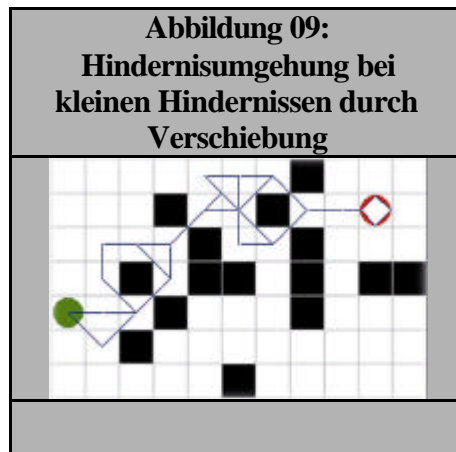 Abbildung 09:
Hindernisumgehung bei
kleinen Hindernissen durch
Verschiebung